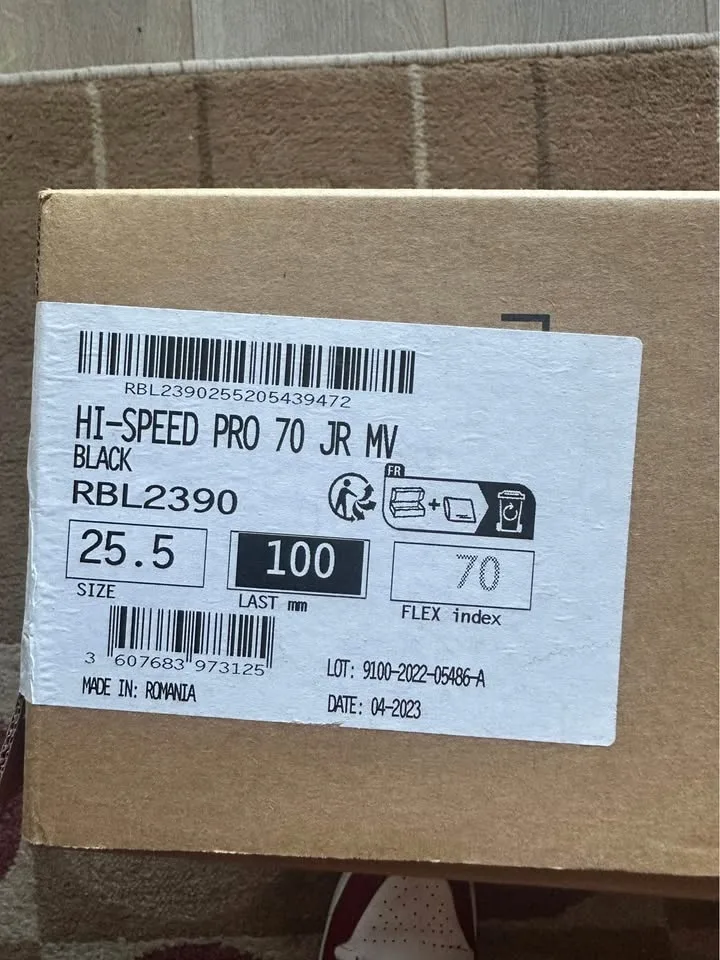 RBL2390255205439472
HI-SPEED PRO 70 JR MV
BLACK
FR
RBL2390
25.5
100
70
SIZE
LAST mm
FLEX index
3 607683 973125
LOT: 9100-2022-05486-A
MADE IN: ROMANIA
DATE: 04-2023